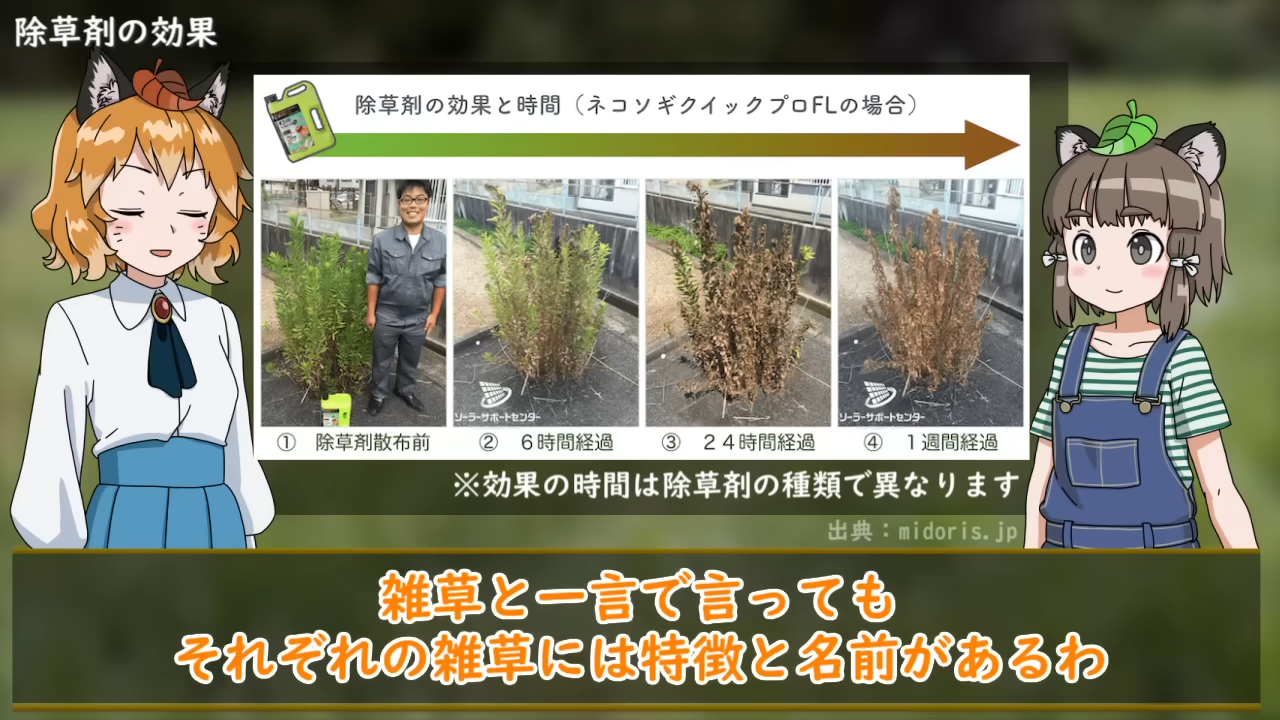 除草剤の効果
除草剤の効果と時間（ネコソギクイックプロFLの場合）
ソーラーサポートセンター
ソーラーサポートセンター
① 除草剤散布前
② ６時間経過
③ ２４時間経過
④ １週間経過
※効果の時間は除草剤の種類で異なります
出典：midoris.jp
雑草と一言で言っても
それぞれの雑草には特徴と名前があるわ